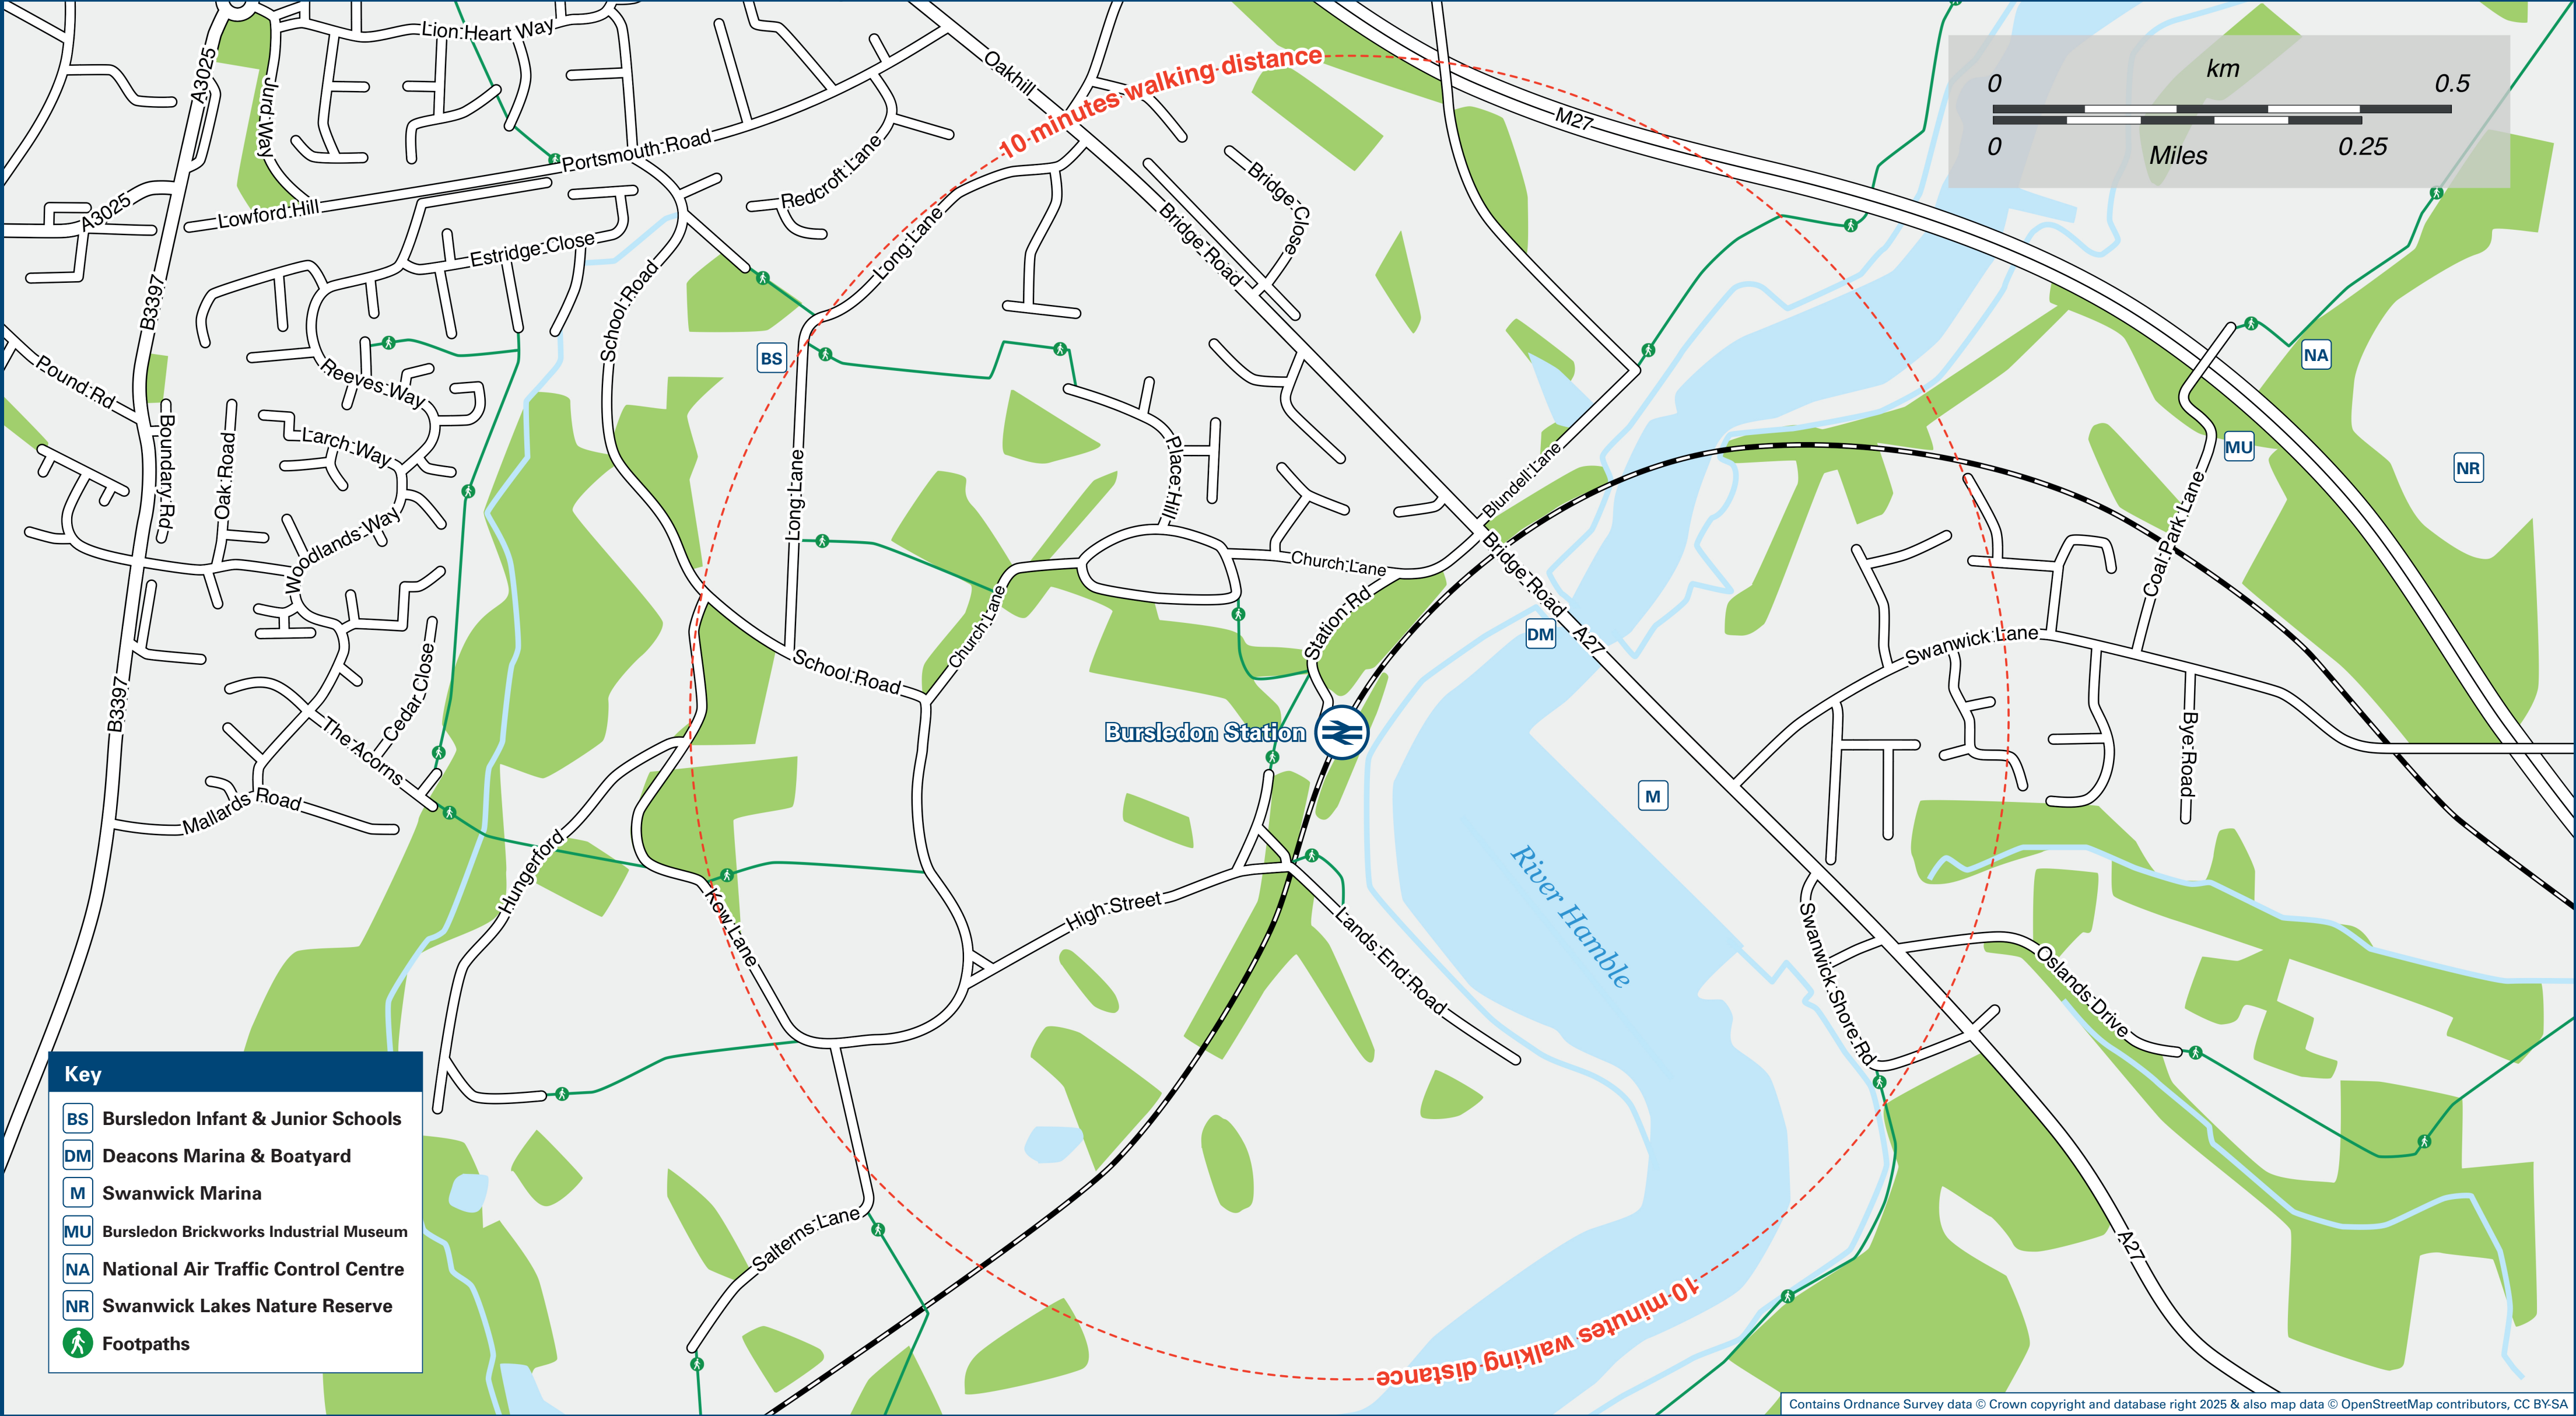 Lion Heart Way
A3025
Jurd Way
Oakhill
10 minutes walking distance
M27
km
0
0.5
0
Miles
0.25
Portsmouth Road
Redcroft Lane
Bridge Close
A3025
Lowford Hill
Long Lane
Bridge Road
Estridge Close
B3397
School Road
Pound Rd
Reeves Way
BS
NA
Boundary Rd
Oak Road
Larch Way
Long Lane
Place Hill
Blundell Lane
MU
NR
Woodlands Way
Church Lane
Bridge Road
Coal Park Lane
Church Lane
Station Rd
DM
A27
Swanwick Lane
School Road
B3397
Cedar Close
The Acorns
Bursledon Station
Bye Road
M
Mallards Road
Hungerford
Kew Lane
High Street
Lands End Road
River Hamble
Swanwick Shore Rd
Oslands Drive
Salterns Lane
A27
10 minutes walking distance
Key
BS Bursledon Infant & Junior Schools
DM Deacons Marina & Boatyard
M Swanwick Marina
MU Bursledon Brickworks Industrial Museum
NA National Air Traffic Control Centre
NR Swanwick Lakes Nature Reserve
Footpaths
Contains Ordnance Survey data © Crown copyright and database right 2025 & also map data © OpenStreetMap contributors, CC BY-SA